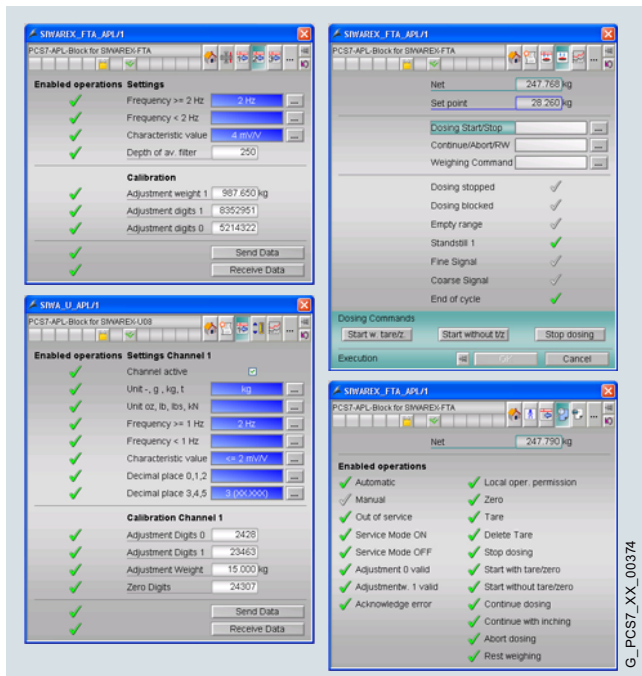 SIWAREX_FTA_APL/1
PCS7-APL-Block for SIWAREX-FTA
Enabled operations Settings
Frequency >= 2 Hz 2 Hz ...
Frequency < 2 Hz ...
Characteristic value 4 mV/V ...
Depth of av. filter 250
Calibration
Adjustment weight 1 987.650 kg
Adjustment digits 1 8352951
Adjustment digits 0 5214322
Send Data
Receive Data
SIWA_U_APL/1
PCS7-APL-Block for SIWAREX-U08
Enabled operations Settings Channel 1
Channel active
Unit -, g , kg, t kg ...
Unit oz, lb, lbs, kN ...
Frequency >= 1 Hz 2 Hz ...
Frequency < 1 Hz ...
Characteristic value <= 2 mV/V ...
Decimal place 0,1,2 ...
Decimal place 3,4,5 3 (XX.XXX) ...
Calibration Channel 1
Adjustment Digits 0 2428
Adjustment Digits 1 23463
Adjustment Weight 15.000 kg
Zero Digits 24307
Send Data
Receive Data
SIWAREX_FTA_APL/1
PCS7-APL-Block for SIWAREX-FTA
Net 247.768 kg
Set point 28.260 kg
Dosing Start/Stop ...
Continue/Abort/RW ...
Weighing Command ...
Dosing stopped
Dosing blocked
Empty range
Standstill 1
Fine Signal
Coarse Signal
End of cycle
Dosing Commands
Start w. tare/z Start without t/z Stop dosing
Execution Cancel
SIWAREX_FTA_APL/1
PCS7-APL-Block for SIWAREX-FTA
Net 247.790 kg
Enabled operations
Automatic Local oper. permission
Manual Zero
Out of service Tare
Service Mode ON Delete Tare
Service Mode OFF Stop dosing
Adjustment 0 valid Start with tare/zero
Adjustmentw. 1 valid Start without tare/zero
Acknowledge error Continue dosing
Continue with inching
Abort dosing
Rest weighing
G_PCS7_XX_00374